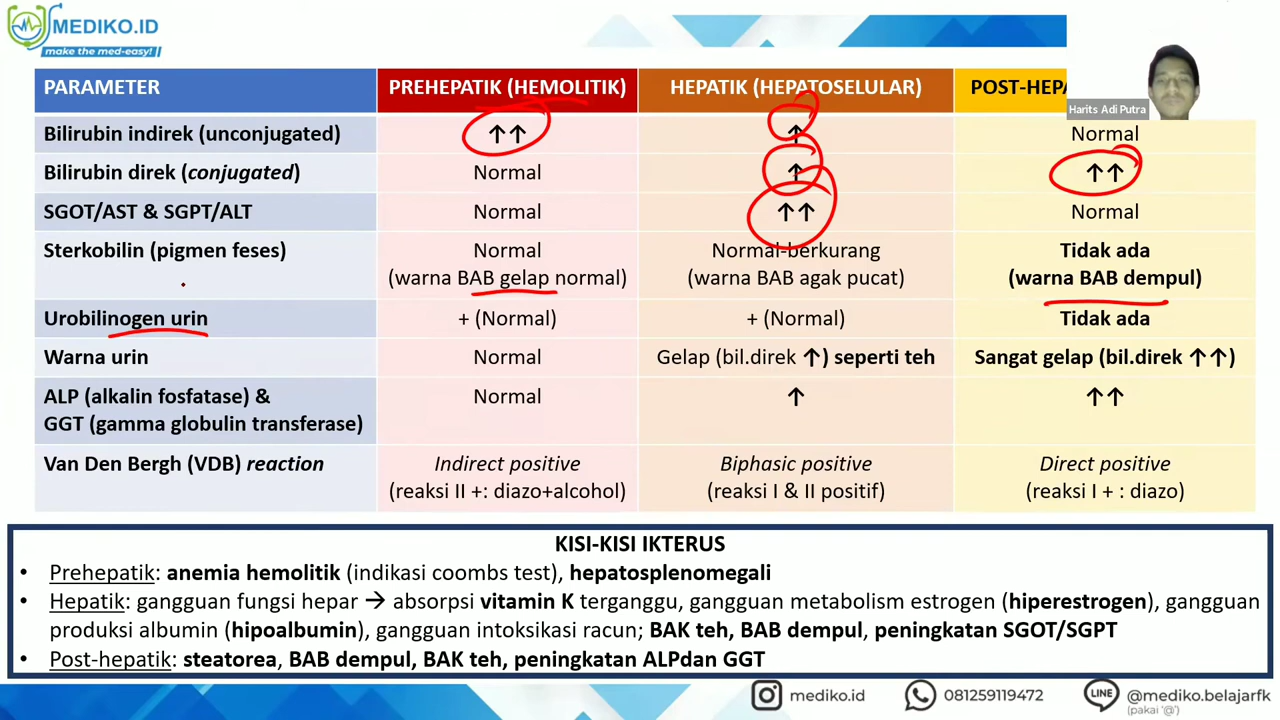 MEDIKO.ID
make the med-easy!
PARAMETER
PREHEPATIK (HEMOLITIK)
HEPATIK (HEPATOSELULAR)
POST-HEPA
Harits Adi Putra
Bilirubin indirek (unconjugated)
↑↑
↑
Normal
Bilirubin direk (conjugated)
Normal
↑
↑↑
SGOT/AST & SGPT/ALT
Normal
↑↑
Normal
Sterkobilin (pigmen feses)
Normal
(warna BAB gelap normal)
Normal-berkurang
(warna BAB agak pucat)
Tidak ada
(warna BAB dempul)
Urobilinogen urin
+ (Normal)
+ (Normal)
Tidak ada
Warna urin
Normal
Gelap (bil.direk ↑) seperti teh
Sangat gelap (bil.direk ↑↑)
ALP (alkalin fosfatase) &
GGT (gamma globulin transferase)
Normal
↑
↑↑
Van Den Bergh (VDB) reaction
Indirect positive
(reaksi II +: diazo+alcohol)
Biphasic positive
(reaksi I & II positif)
Direct positive
(reaksi I + : diazo)
KISI-KISI IKTERUS
• Prehepatik: anemia hemolitik (indikasi coombs test), hepatosplenomegali
• Hepatik: gangguan fungsi hepar → absorpsi vitamin K terganggu, gangguan metabolism estrogen (hiperestrogen), gangguan
produksi albumin (hipoalbumin), gangguan intoksikasi racun; BAK teh, BAB dempul, peningkatan SGOT/SGPT
• Post-hepatik: steatorea, BAB dempul, BAK teh, peningkatan ALPdan GGT
mediko.id
081259119472
LINE
@mediko.belajarfk
(pakai '@')